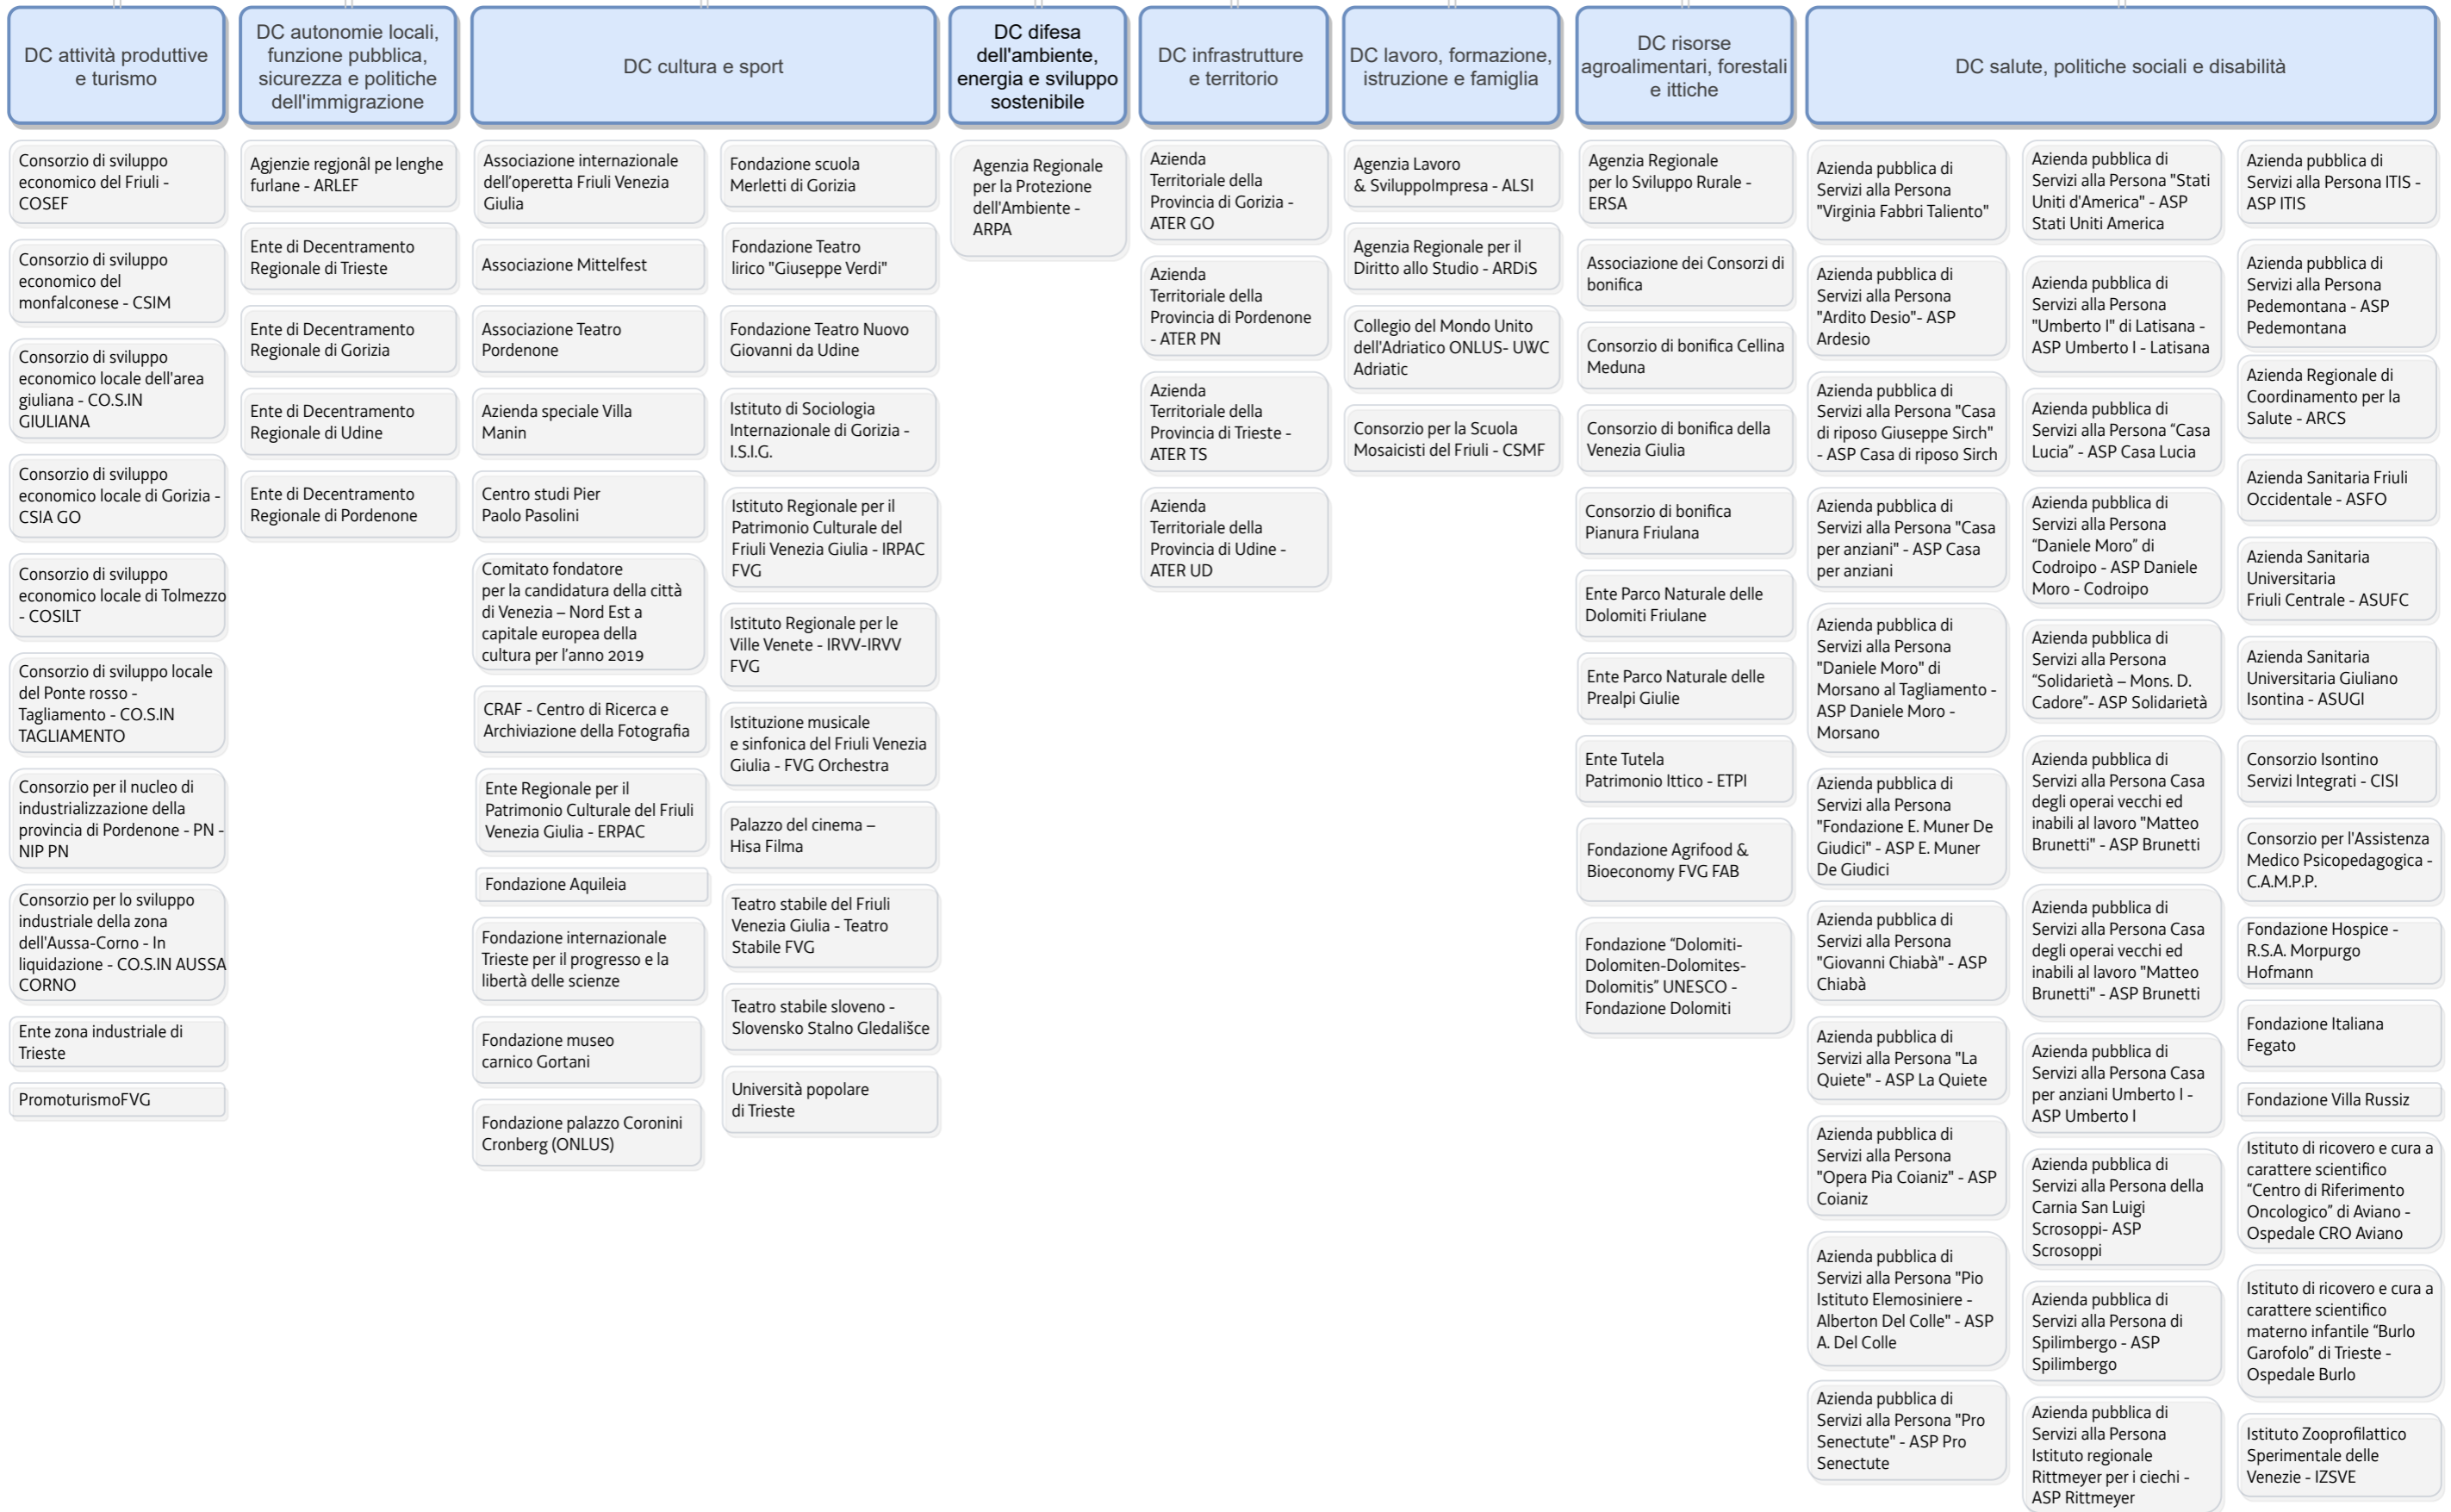 DC attività produttive
e turismo
Consorzio di sviluppo
economico del Friuli -
COSEF
Consorzio di sviluppo
economico del
monfalconese - CSIM
Consorzio di sviluppo
economico locale dell'area
giuliana - CO.S.IN
GIULIANA
Consorzio di sviluppo
economico locale di Gorizia -
CSIA GO
Consorzio di sviluppo
economico locale di Tolmezzo
- COSILT
Consorzio di sviluppo locale
del Ponte rosso -
Tagliamento - CO.S.IN
TAGLIAMENTO
Consorzio per il nucleo di
industrializzazione della
provincia di Pordenone - PN -
NIP PN
Consorzio per lo sviluppo
industriale della zona
dell'Aussa-Corno - In
liquidazione - CO.S.IN AUSSA
CORNO
Ente zona industriale di
Trieste
PromoturismoFVG
DC autonomie locali,
funzione pubblica,
sicurezza e politiche
dell'immigrazione
Agjenzie regjonâl pe lenghe
furlane - ARLEF
Ente di Decentramento
Regionale di Trieste
Ente di Decentramento
Regionale di Gorizia
Ente di Decentramento
Regionale di Udine
Ente di Decentramento
Regionale di Pordenone
DC cultura e sport
Associazione internazionale
dell'operetta Friuli Venezia
Giulia
Associazione Mittelfest
Associazione Teatro
Pordenone
Azienda speciale Villa
Manin
Centro studi Pier
Paolo Pasolini
Comitato fondatore
per la candidatura della città
di Venezia – Nord Est a
capitale europea della
cultura per l'anno 2019
CRAF - Centro di Ricerca e
Archiviazione della Fotografia
Ente Regionale per il
Patrimonio Culturale del Friuli
Venezia Giulia - ERPAC
Fondazione Aquileia
Fondazione internazionale
Trieste per il progresso e la
libertà delle scienze
Fondazione museo
carnico Gortani
Fondazione palazzo Coronini
Cronberg (ONLUS)
Fondazione scuola
Merletti di Gorizia
Fondazione Teatro
lirico "Giuseppe Verdi"
Fondazione Teatro Nuovo
Giovanni da Udine
Istituto di Sociologia
Internazionale di Gorizia -
I.S.I.G.
Istituto Regionale per il
Patrimonio Culturale del
Friuli Venezia Giulia - IRPAC
FVG
Istituto Regionale per le
Ville Venete - IRVV-IRVV
FVG
Istituzione musicale
e sinfonica del Friuli Venezia
Giulia - FVG Orchestra
Palazzo del cinema –
Hisa Filma
Teatro stabile del Friuli
Venezia Giulia - Teatro
Stabile FVG
Teatro stabile sloveno -
Slovensko Stalno Gledališce
Università popolare
di Trieste
DC difesa
dell'ambiente,
energia e sviluppo
sostenibile
Agenzia Regionale
per la Protezione
dell'Ambiente -
ARPA
DC infrastrutture
e territorio
Azienda
Territoriale della
Provincia di Gorizia -
ATER GO
Azienda
Territoriale della
Provincia di Pordenone
- ATER PN
Azienda
Territoriale della
Provincia di Trieste -
ATER TS
Azienda
Territoriale della
Provincia di Udine -
ATER UD
DC lavoro, formazione,
istruzione e famiglia
Agenzia Lavoro
& SviluppoImpresa - ALSI
Agenzia Regionale per il
Diritto allo Studio - ARDiS
Collegio del Mondo Unito
dell'Adriatico ONLUS- UWC
Adriatic
Consorzio per la Scuola
Mosaicisti del Friuli - CSMF
DC risorse
agroalimentari, forestali
e ittiche
Agenzia Regionale
per lo Sviluppo Rurale -
ERSA
Associazione dei Consorzi di
bonifica
Consorzio di bonifica Cellina
Meduna
Consorzio di bonifica della
Venezia Giulia
Consorzio di bonifica
Pianura Friulana
Ente Parco Naturale delle
Dolomiti Friulane
Ente Parco Naturale delle
Prealpi Giulie
Ente Tutela
Patrimonio Ittico - ETPI
Fondazione Agrifood &
Bioeconomy FVG FAB
Fondazione “Dolomiti-
Dolomiten-Dolomites-
Dolomitis” UNESCO -
Fondazione Dolomiti
DC salute, politiche sociali e disabilità
Azienda pubblica di
Servizi alla Persona
"Virginia Fabbri Taliento"
Azienda pubblica di
Servizi alla Persona
"Ardito Desio"- ASP
Ardesio
Azienda pubblica di
Servizi alla Persona "Casa
di riposo Giuseppe Sirch"
- ASP Casa di riposo Sirch
Azienda pubblica di
Servizi alla Persona "Casa
per anziani" - ASP Casa
per anziani
Azienda pubblica di
Servizi alla Persona
"Daniele Moro" di
Morsano al Tagliamento -
ASP Daniele Moro -
Morsano
Azienda pubblica di
Servizi alla Persona
"Fondazione E. Muner De
Giudici" - ASP E. Muner
De Giudici
Azienda pubblica di
Servizi alla Persona
"Giovanni Chiabà" - ASP
Chiabà
Azienda pubblica di
Servizi alla Persona "La
Quiete" - ASP La Quiete
Azienda pubblica di
Servizi alla Persona
"Opera Pia Coianiz" - ASP
Coianiz
Azienda pubblica di
Servizi alla Persona "Pio
Istituto Elemosiniere -
Alberton Del Colle" - ASP
A. Del Colle
Azienda pubblica di
Servizi alla Persona "Pro
Senectute" - ASP Pro
Senectute
Azienda pubblica di
Servizi alla Persona "Stati
Uniti d'America" - ASP
Stati Uniti America
Azienda pubblica di
Servizi alla Persona
"Umberto I" di Latisana -
ASP Umberto I - Latisana
Azienda pubblica di
Servizi alla Persona “Casa
Lucia” - ASP Casa Lucia
Azienda pubblica di
Servizi alla Persona
“Daniele Moro” di
Codroipo - ASP Daniele
Moro - Codroipo
Azienda pubblica di
Servizi alla Persona
“Solidarietà – Mons. D.
Cadore”- ASP Solidarietà
Azienda pubblica di
Servizi alla Persona Casa
degli operai vecchi ed
inabili al lavoro "Matteo
Brunetti" - ASP Brunetti
Azienda pubblica di
Servizi alla Persona Casa
degli operai vecchi ed
inabili al lavoro "Matteo
Brunetti" - ASP Brunetti
Azienda pubblica di
Servizi alla Persona Casa
per anziani Umberto I -
ASP Umberto I
Azienda pubblica di
Servizi alla Persona della
Carnia San Luigi
Scrosoppi- ASP
Scrosoppi
Azienda pubblica di
Servizi alla Persona di
Spilimbergo - ASP
Spilimbergo
Azienda pubblica di
Servizi alla Persona
Istituto regionale
Rittmeyer per i ciechi -
ASP Rittmeyer
Azienda pubblica di
Servizi alla Persona ITIS -
ASP ITIS
Azienda pubblica di
Servizi alla Persona
Pedemontana - ASP
Pedemontana
Azienda Regionale di
Coordinamento per la
Salute - ARCS
Azienda Sanitaria Friuli
Occidentale - ASFO
Azienda Sanitaria
Universitaria
Friuli Centrale - ASUFC
Azienda Sanitaria
Universitaria Giuliano
Isontina - ASUGI
Consorzio Isontino
Servizi Integrati - CISI
Consorzio per l'Assistenza
Medico Psicopedagogica -
C.A.M.P.P.
Fondazione Hospice -
R.S.A. Morpurgo
Hofmann
Fondazione Italiana
Fegato
Fondazione Villa Russiz
Istituto di ricovero e cura a
carattere scientifico
“Centro di Riferimento
Oncologico” di Aviano -
Ospedale CRO Aviano
Istituto di ricovero e cura a
carattere scientifico
materno infantile “Burlo
Garofolo” di Trieste -
Ospedale Burlo
Istituto Zooprofilattico
Sperimentale delle
Venezie - IZSVE